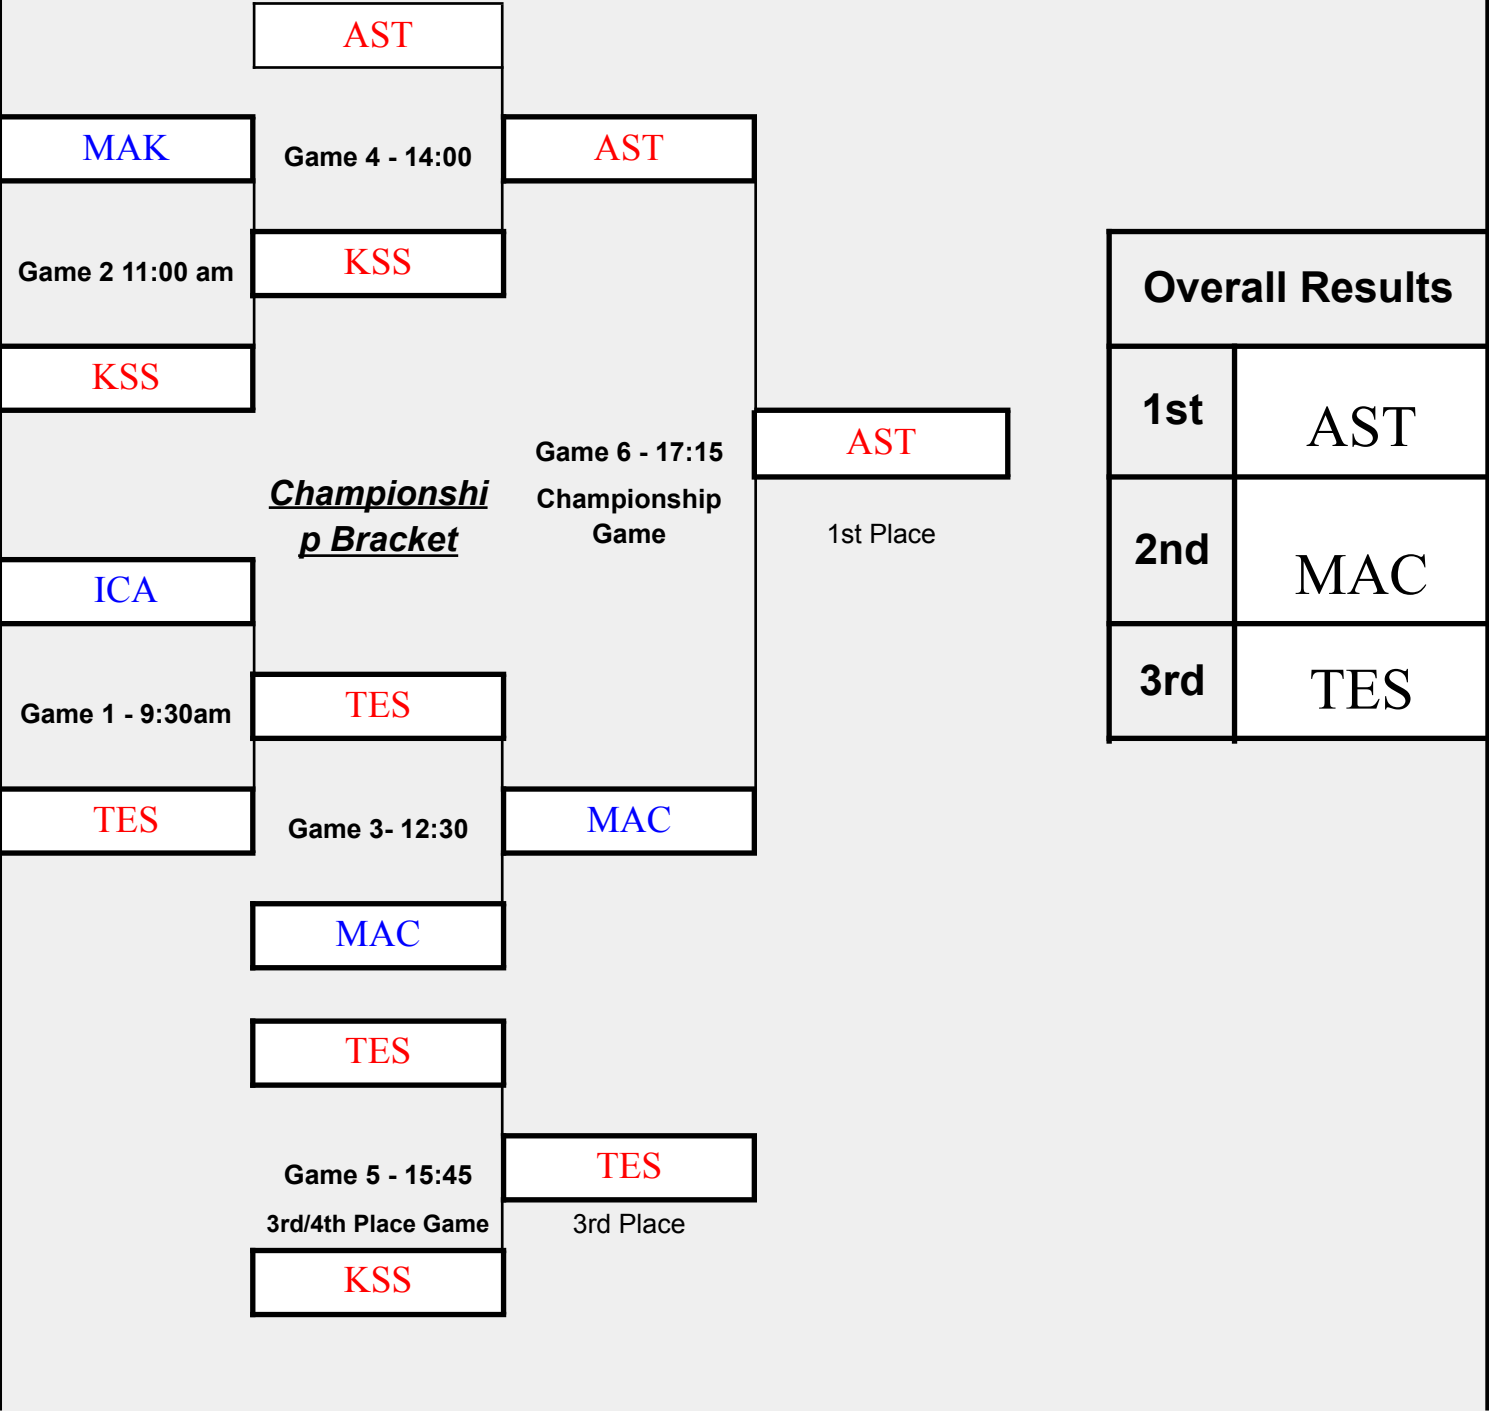 AST
MAK
Game 4 - 14:00
AST
Game 2 11:00 am
KSS
KSS
Game 6 - 17:15
Championship
Game
AST
1st Place
Championshi
p Bracket
ICA
Game 1 - 9:30am
TES
TES
Game 3- 12:30
MAC
MAC
TES
Game 5 - 15:45
3rd/4th Place Game
TES
3rd Place
KSS
Overall Results
1st AST
2nd MAC
3rd TES